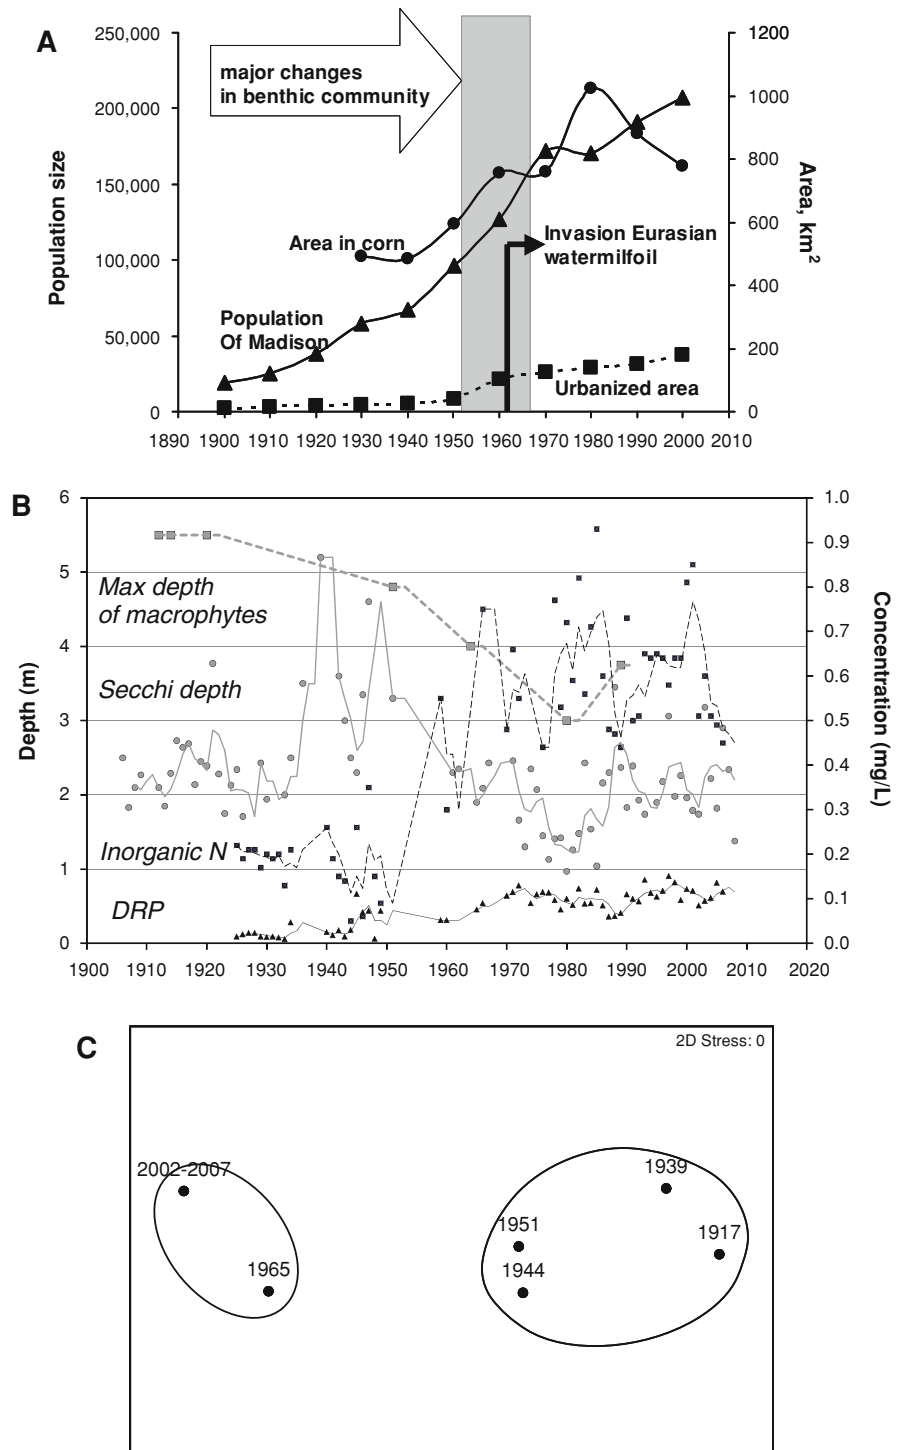 A
250,000
200,000
150,000
100,000
50,000
0
Population size
1200
1000
800
600
400
200
0
Area, km2
major changes
in benthic community
Area in corn
Invasion Eurasian
watermilfoil
Population
Of Madison
Urbanized area
1890 1900 1910 1920 1930 1940 1950 1960 1970 1980 1990 2000 2010
B
6
5
4
3
2
1
0
Depth (m)
1.0
0.9
0.8
0.7
0.6
0.5
0.4
0.3
0.2
0.1
0.0
Concentration (mg/L)
Max depth
of macrophytes
Secchi depth
Inorganic N
DRP
1900 1910 1920 1930 1940 1950 1960 1970 1980 1990 2000 2010 2020
C
2D Stress: 0
2002-2007
1939
1951
1917
1965
1944